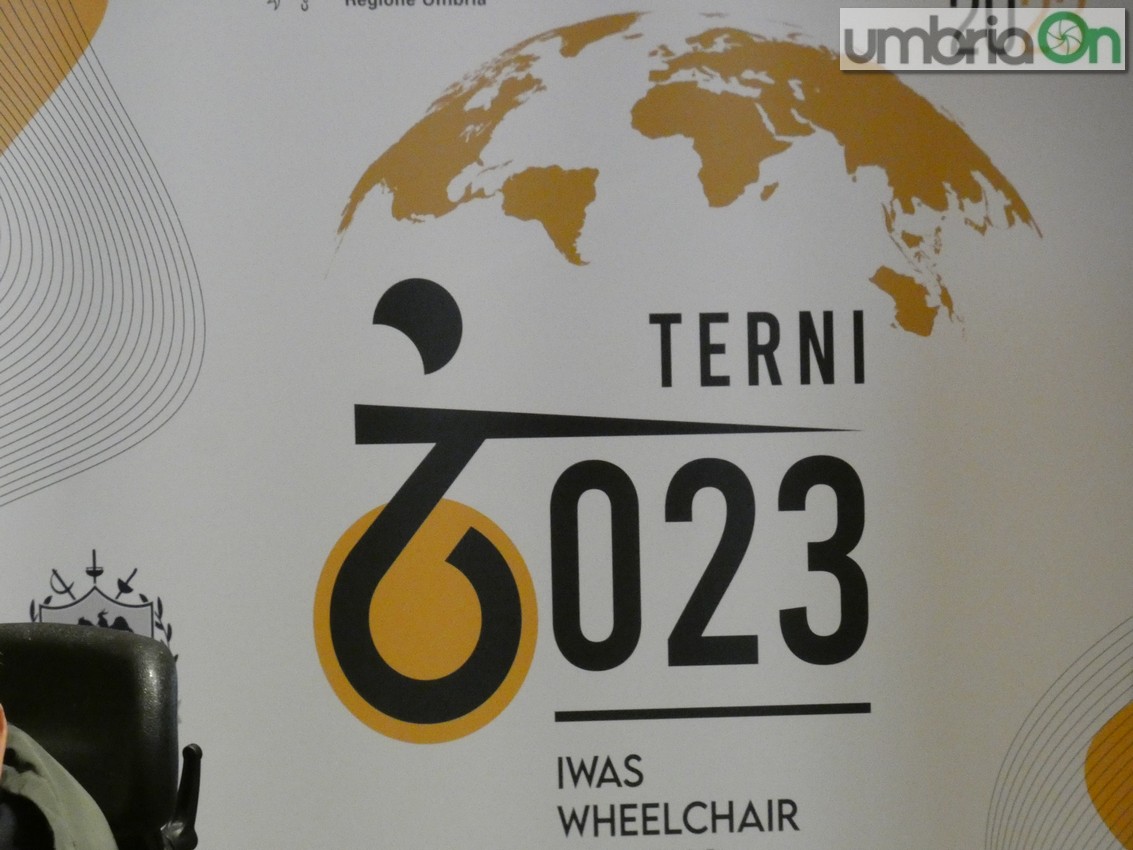 Regione Umbria
umbriaOn
TERNI
2023
IWAS
WHEELCHAIR